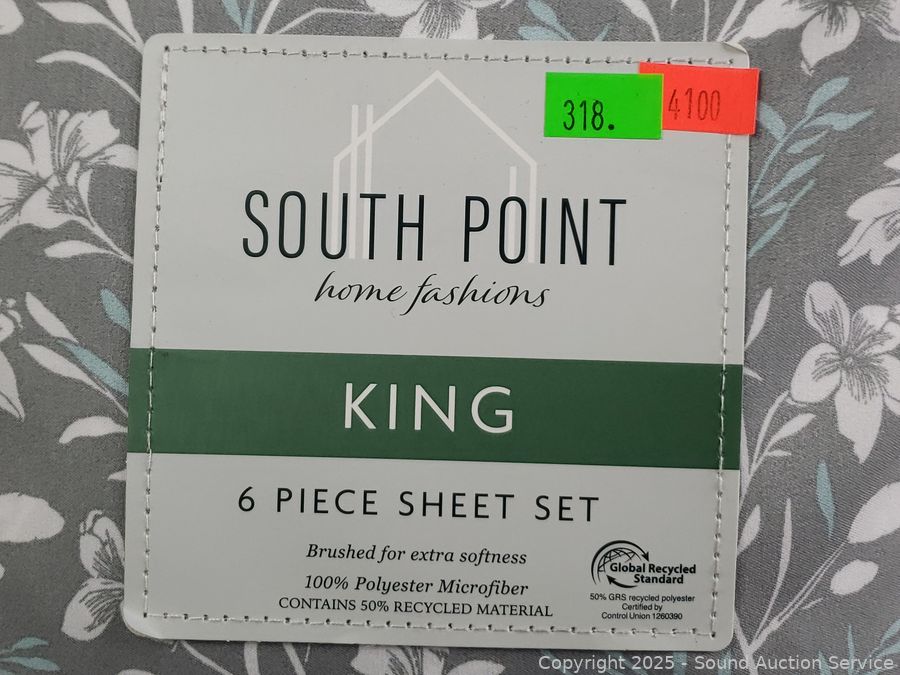 318.
4100
SOUTH POINT
home fashions
KING
6 PIECE SHEET SET
Brushed for extra softness
100% Polyester Microfiber
CONTAINS 50% RECYCLED MATERIAL
Global Recycled
Standard
50% GRS recycled polyester
Certified by
Control Union 1260390
Copyright 2025 - Sound Auction Service